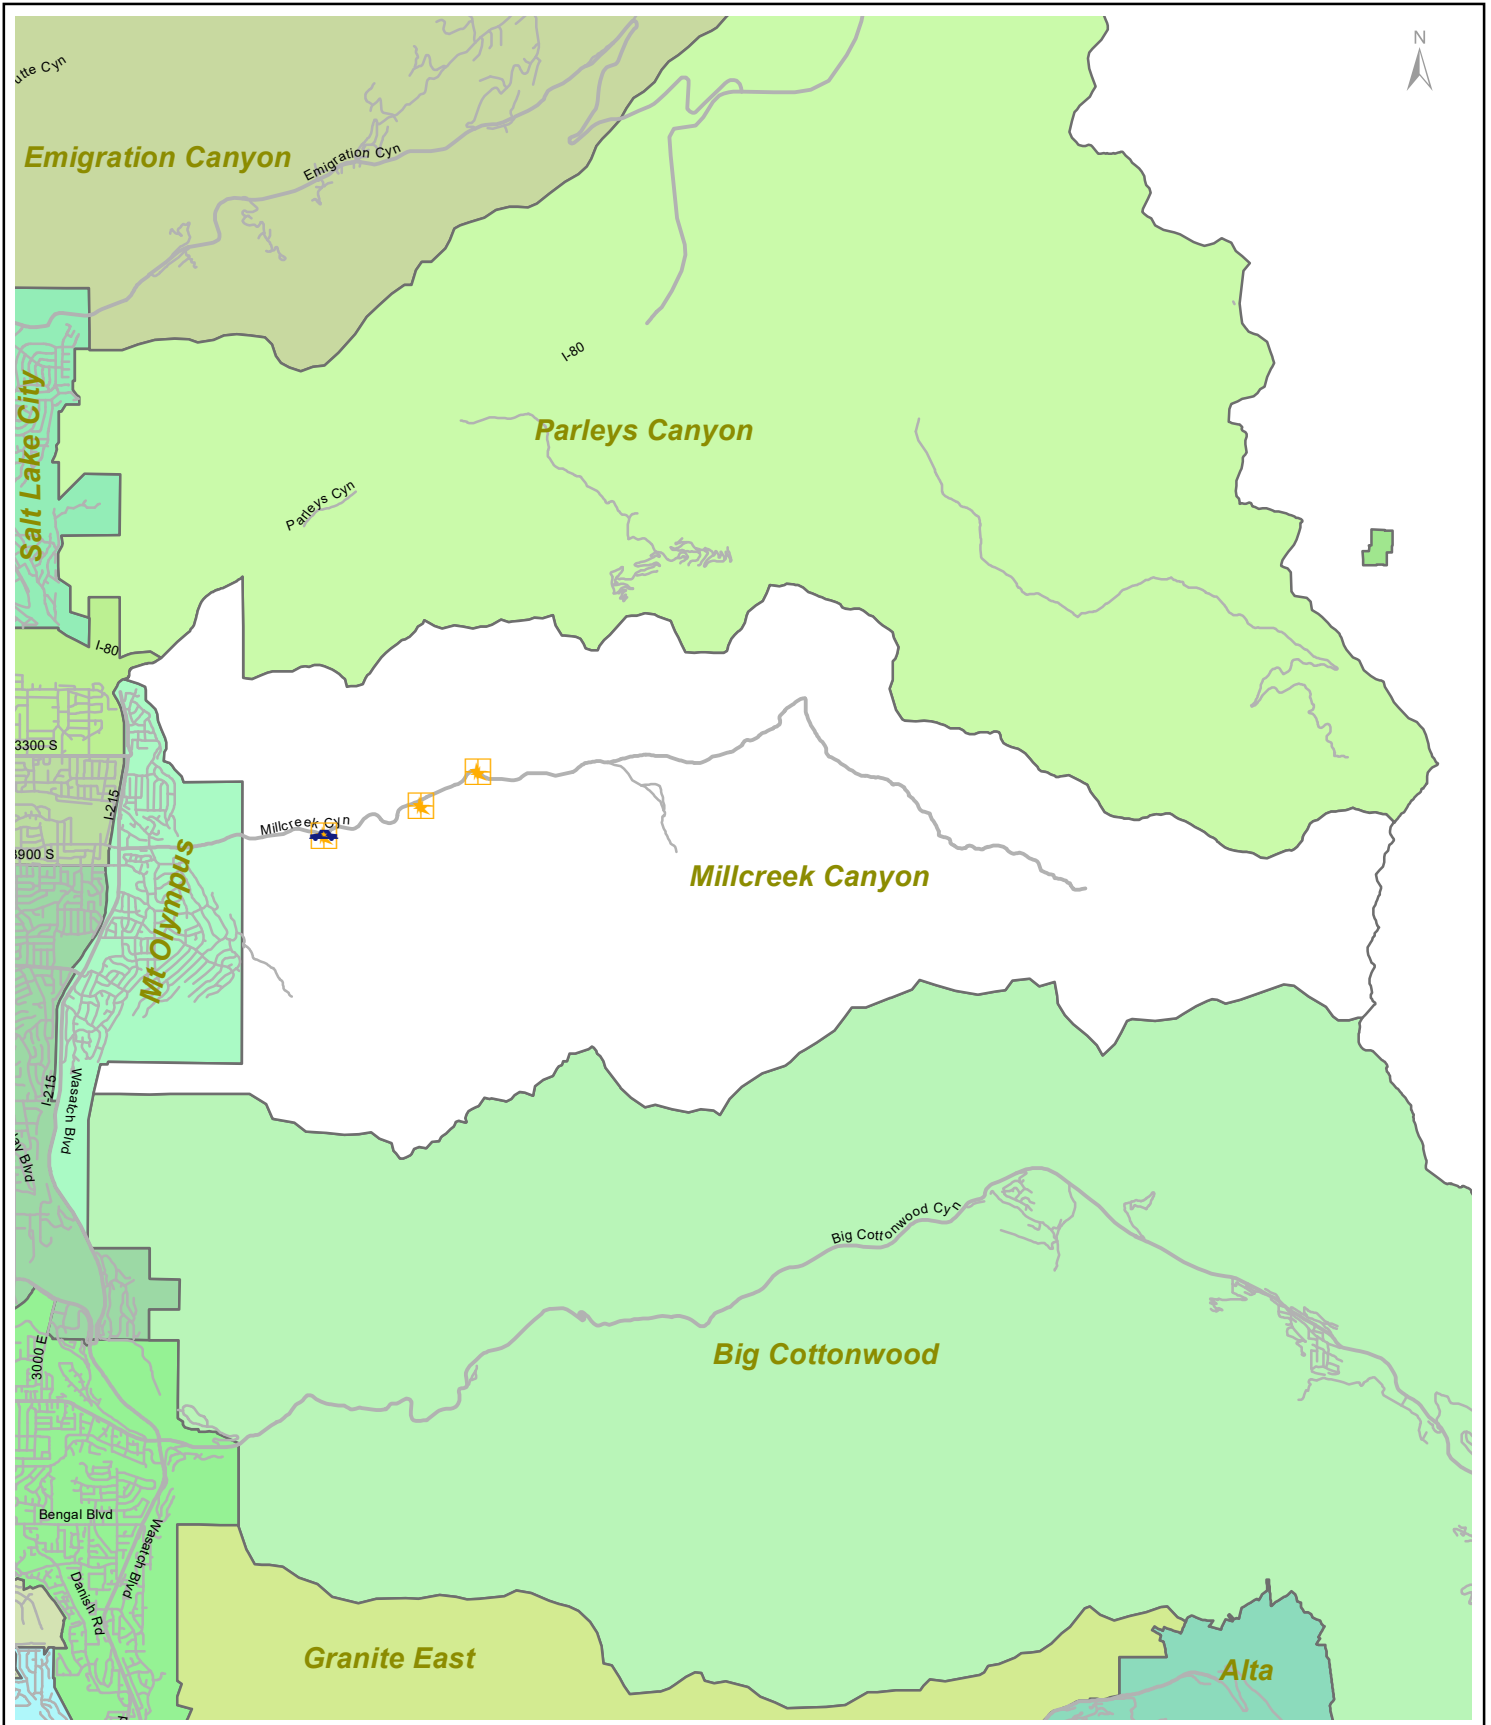 N
utte Cyn
Emigration Canyon
Emigration Cyn
I-80
Salt Lake City
Parleys Canyon
Parleys Cyn
I-80
3300 S
I-215
Millcreek Cyn
3900 S
Mt Olympus
Millcreek Canyon
I-215
Wasatch Blvd
ay Blvd
Big Cottonwood Cyn
3000 E
Big Cottonwood
Bengal Blvd
Wasatch Blvd
Danish Rd
Granite East
Alta